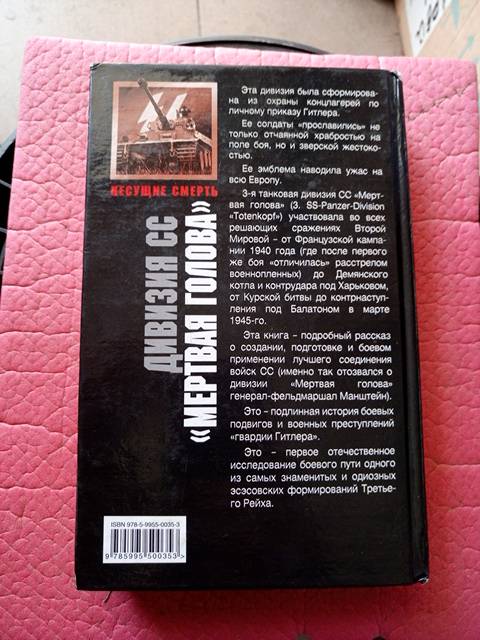 НЕСУЩИЕ СМЕРТЬ
ДИВИЗИЯ СС
«МЕРТВАЯ ГОЛОВА»
Эта дивизия была сформирова-
на из охраны концлагерей по
личному приказу Гитлера.
Ее солдаты «прославились» не
только отчаянной храбростью на
поле боя, но и зверской жестоко-
стью.
Ее эмблема наводила ужас на
всю Европу.
3-я танковая дивизия СС «Мерт-
вая голова» (3. SS-Panzer-Division
«Totenkopf») участвовала во всех
решающих сражениях Второй
Мировой – от Французской кампа-
нии 1940 года (где после первого
же боя «отличилась» расстрелом
военнопленных) до Демянского
котла и контрудара под Харьковом,
от Курской битвы до контрнаступ-
ления под Балатоном в марте
1945-го.
Эта книга – подробный рассказ
о создании, подготовке и боевом
применении лучшего соединения
войск СС (именно так отозвался о
дивизии «Мертвая голова»
генерал-фельдмаршал Манштейн).
Это – подлинная история боевых
подвигов и военных преступлений
«гвардии Гитлера».
Это – первое отечественное
исследование боевого пути одного
из самых знаменитых и одиозных
эсэсовских формирований Третье-
го Рейха.
ISBN 978-5-9955-0035-3
9 785995 500353 >